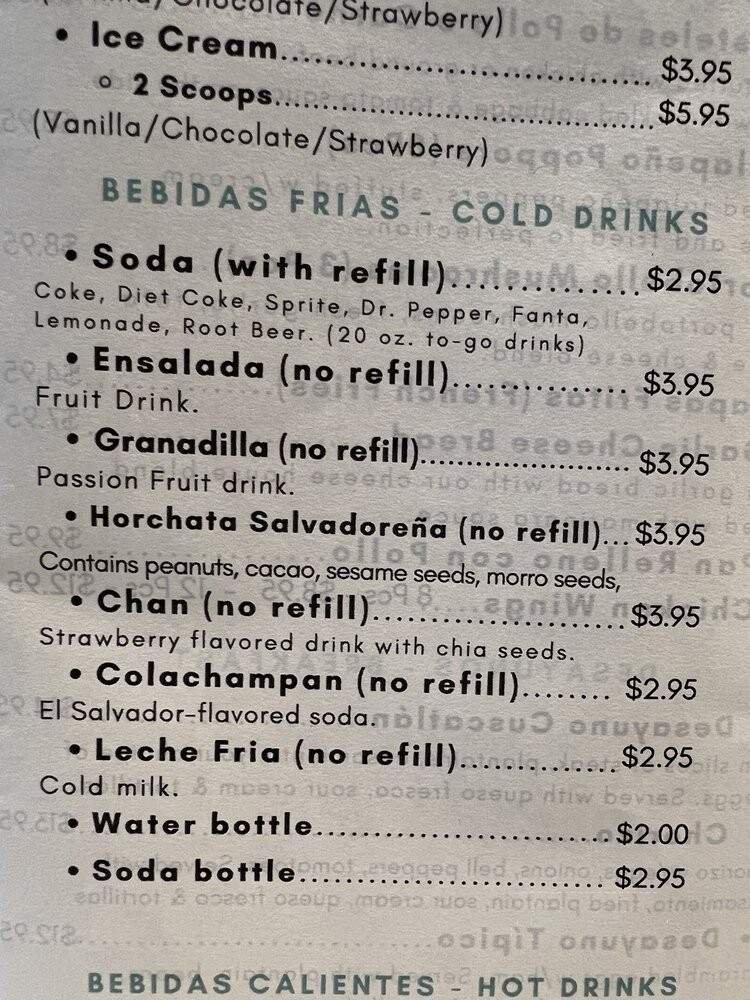 /Chocolate/Strawberry)
• Ice Cream........................................ $3.95
o 2 Scoops........................................ $5.95
(Vanilla/Chocolate/Strawberry)
BEBIDAS FRIAS - COLD DRINKS
• Soda (with refill)............... $2.95
Coke, Diet Coke, Sprite, Dr. Pepper, Fanta,
Lemonade, Root Beer. (20 oz. to-go drinks)
• Ensalada (no refill)................ $3.95
Fruit Drink.
• Granadilla (no refill)........................ $3.95
Passion Fruit drink.
• Horchata Salvadoreña (no refill)... $3.95
Contains peanuts, cacao, sesame seeds, morro seeds,
• Chan (no refill)........................ $3.95
Strawberry flavored drink with chia seeds.
• Colachampan (no refill)........ $2.95
El Salvador-flavored soda.
• Leche Fria (no refill)............... $2.95
Cold milk.
• Water bottle............................ $2.00
• Soda bottle.............................. $2.95
BEBIDAS CALIENTES - HOT DRINKS